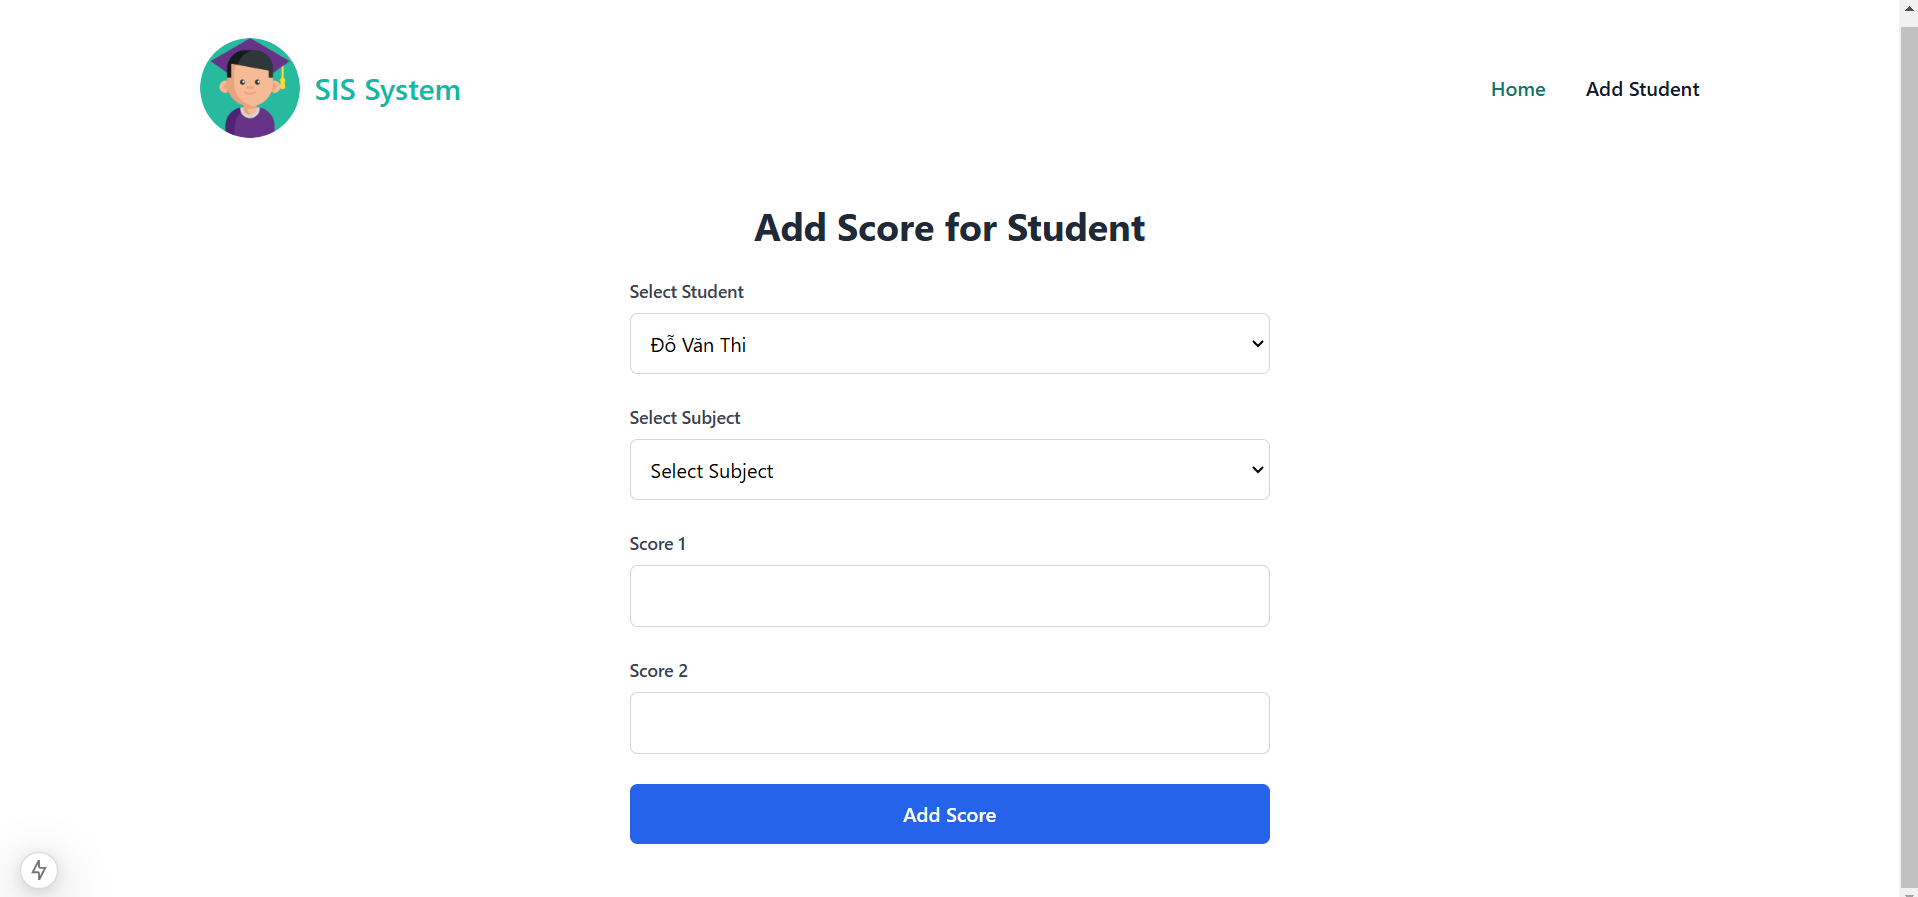 SIS System
Home
Add Student
Add Score for Student
Select Student
Đỗ Văn Thi
Select Subject
Select Subject
Score 1
Score 2
Add Score